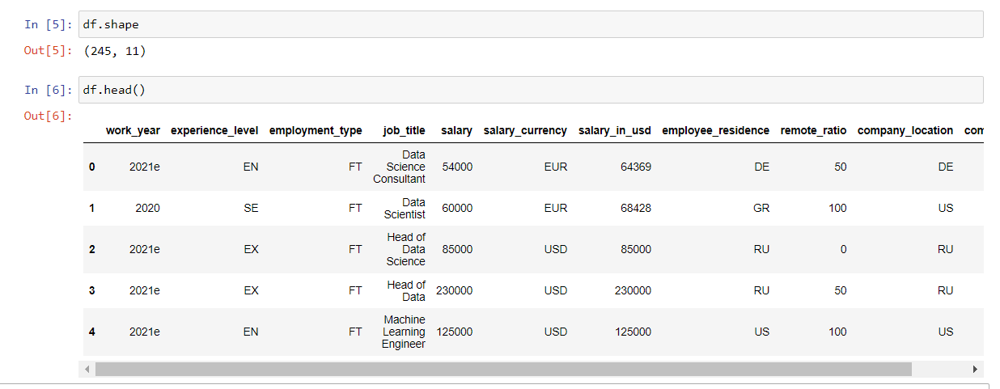 In [5]: df.shape
Out[5]: (245, 11)
In [6]: df.head()
Out[6]:
work_year experience_level employment_type job_title salary salary_currency salary_in_usd employee_residence remote_ratio company_location com
0 2021e EN FT Data Science Consultant 54000 EUR 64369 DE 50 DE
1 2020 SE FT Data Scientist 60000 EUR 68428 GR 100 US
2 2021e EX FT Head of Data Science 85000 USD 85000 RU 0 RU
3 2021e EX FT Head of Data 230000 USD 230000 RU 50 RU
4 2021e EN FT Machine Learning Engineer 125000 USD 125000 US 100 US